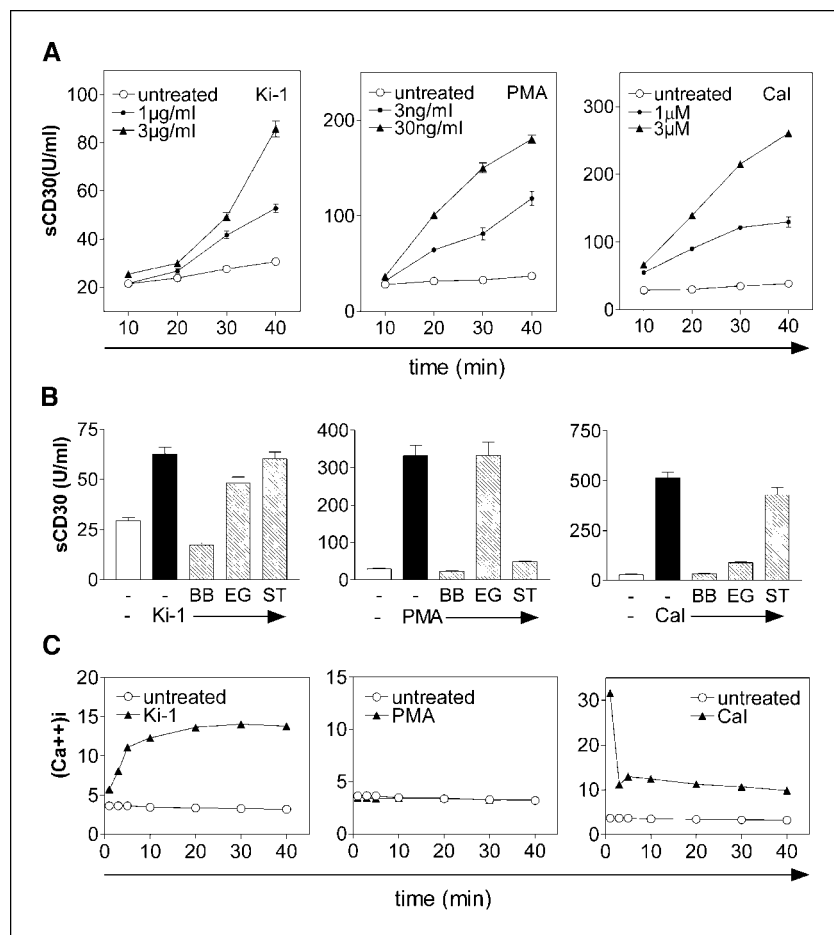 A
sCD30(U/ml)
untreated
1µg/ml
3µg/ml
Ki-1
100
80
60
40
20
10 20 30 40
untreated
3ng/ml
30ng/ml
PMA
200
100
0
10 20 30 40
untreated
1µM
3µM
Cal
300
200
100
0
10 20 30 40
time (min)
B
sCD30 (U/ml)
75
50
25
0
- - BB EG ST
- Ki-1
400
300
200
100
0
- - BB EG ST
- PMA
750
500
250
0
- - BB EG ST
- Cal
C
(Ca++)i
20
15
10
5
0
untreated
Ki-1
0 10 20 30 40
15
10
5
0
untreated
PMA
0 10 20 30 40
30
20
10
0
untreated
Cal
0 10 20 30 40
time (min)